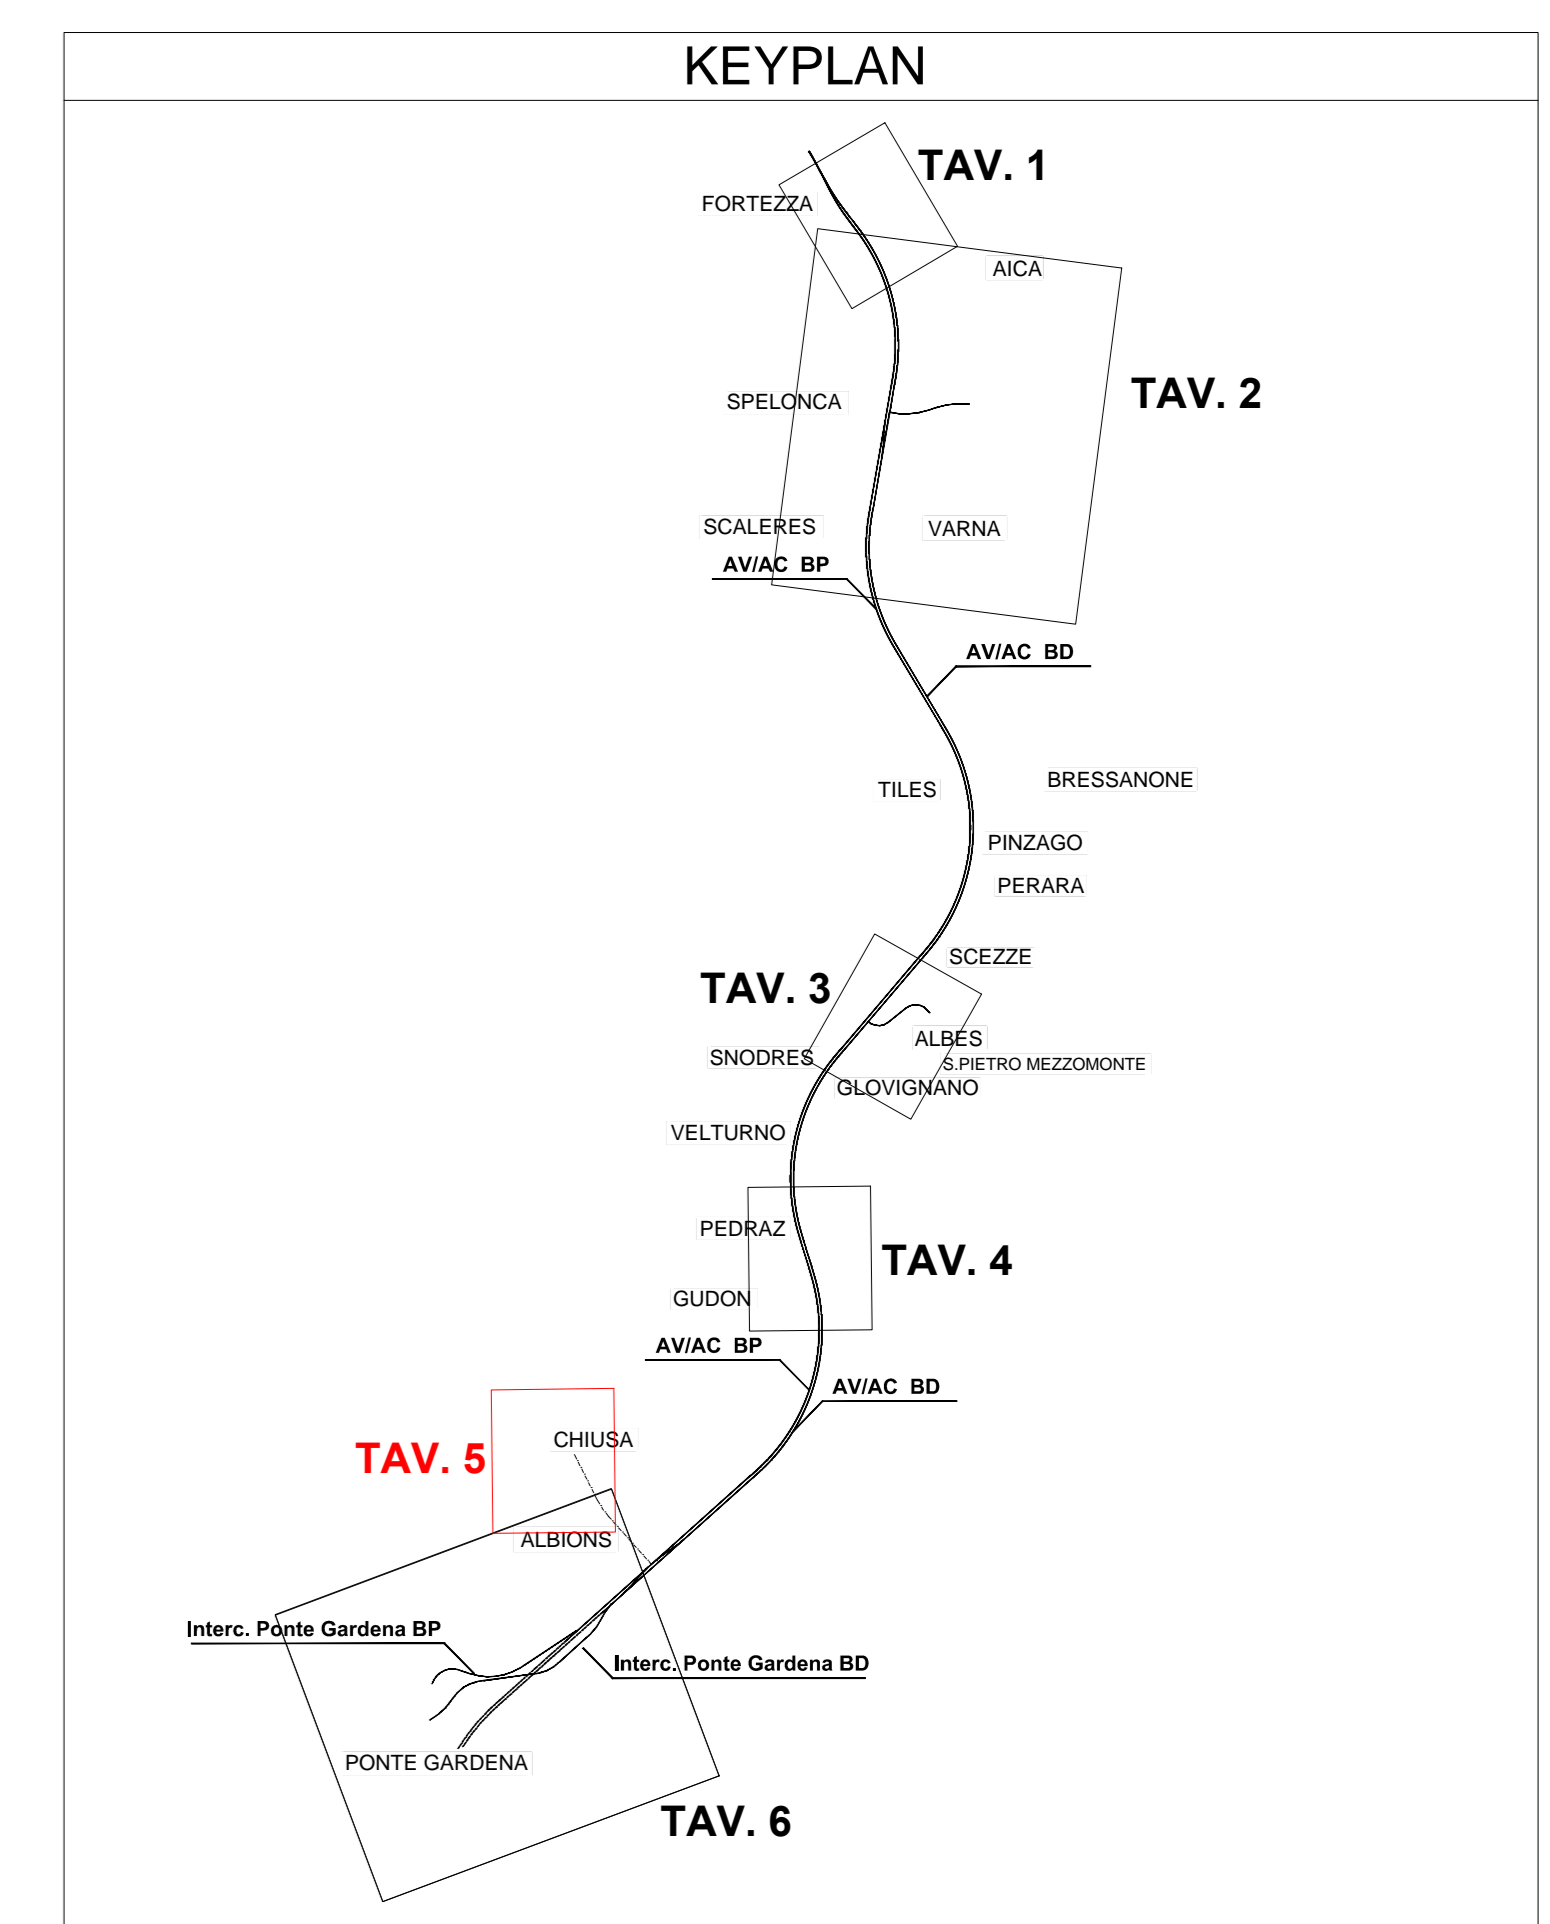 KEYPLAN
TAV. 1
FORTEZZA
AICA
TAV. 2
SPELONCA
SCALERES
VARNA
AV/AC BP
AV/AC BD
TILES
BRESSANONE
PINZAGO
PERARA
SCEZZE
TAV. 3
ALBES
SNODRES
S.PIETRO MEZZOMONTE
GLOVIGNANO
VELTURNO
PEDRAZ
TAV. 4
GUDON
AV/AC BP
AV/AC BD
CHIUSA
TAV. 5
ALBIONS
Interc. Ponte Gardena BP
Interc. Ponte Gardena BD
PONTE GARDENA
TAV. 6